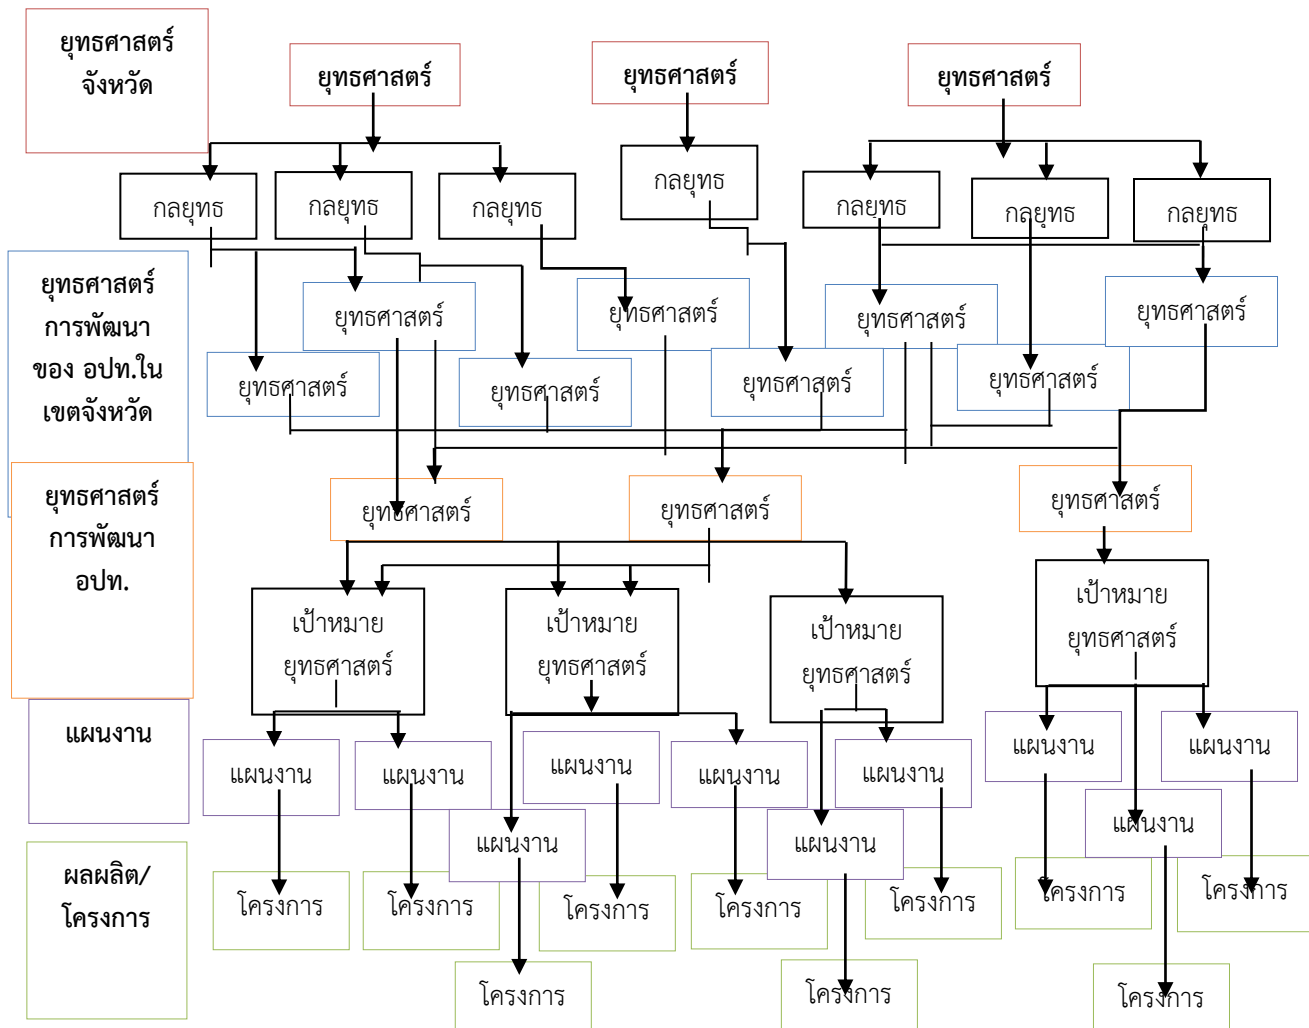 ยุทธศาสตร์
จังหวัด
ยุทธศาสตร์
ยุทธศาสตร์
ยุทธศาสตร์
กลยุทธ
กลยุทธ
กลยุทธ
กลยุทธ
กลยุทธ
กลยุทธ
กลยุทธ
ยุทธศาสตร์
การพัฒนา
ของ อปท.ใน
เขตจังหวัด
ยุทธศาสตร์
ยุทธศาสตร์
ยุทธศาสตร์
ยุทธศาสตร์
ยุทธศาสตร์
ยุทธศาสตร์
ยุทธศาสตร์
ยุทธศาสตร์
ยุทธศาสตร์
การพัฒนา
อปท.
ยุทธศาสตร์
ยุทธศาสตร์
ยุทธศาสตร์
เป้าหมาย
ยุทธศาสตร์
เป้าหมาย
ยุทธศาสตร์
เป้าหมาย
ยุทธศาสตร์
เป้าหมาย
ยุทธศาสตร์
แผนงาน
แผนงาน
แผนงาน
แผนงาน
แผนงาน
แผนงาน
แผนงาน
แผนงาน
แผนงาน
แผนงาน
แผนงาน
ผลผลิต/
โครงการ
โครงการ
โครงการ
โครงการ
โครงการ
โครงการ
โครงการ
โครงการ
โครงการ
โครงการ
โครงการ